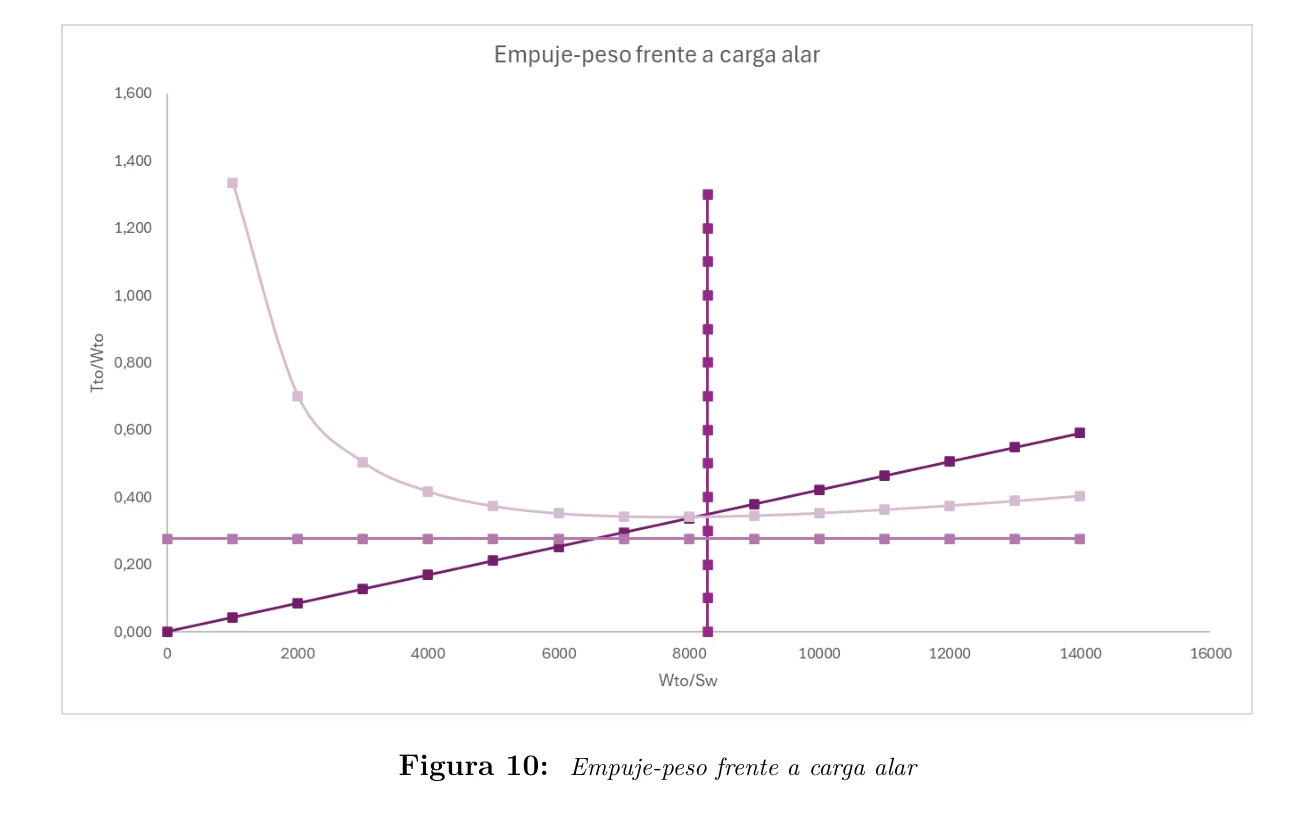 Empuje-peso frente a carga alar
1,600
1,400
1,200
1,000
0,800
0,600
0,400
0,200
0,000
Tto/Wto
0 2000 4000 6000 8000 10000 12000 14000 16000
Wto/Sw
Figura 10: Empuje-peso frente a carga alar